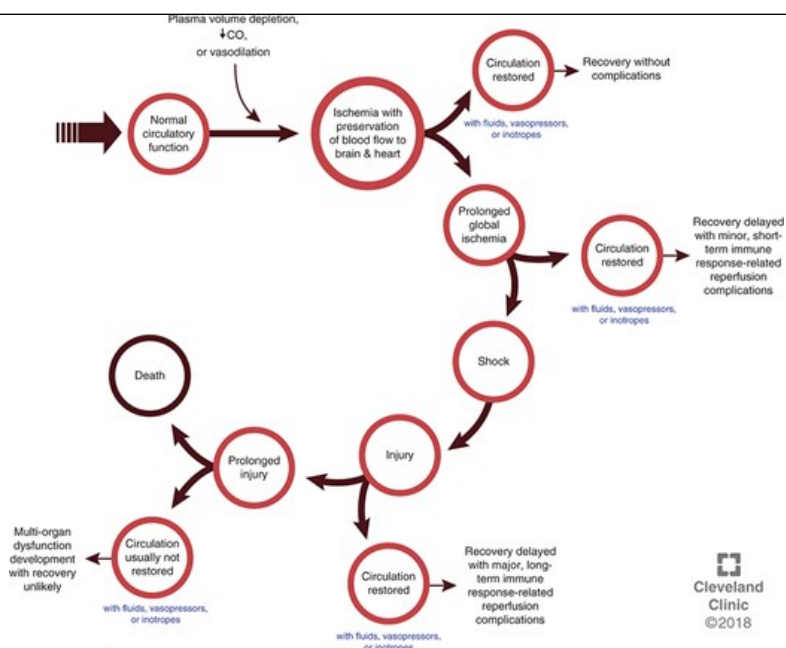 Plasma volume depletion,
↓CO,
or vasodilation
Normal
circulatory
function
Ischemia with
preservation
of blood flow to
brain & heart
Circulation
restored
with fluids, vasopressors,
or inotropes
Recovery without
complications
Prolonged
global
ischemia
Circulation
restored
with fluids, vasopressors,
or inotropes
Recovery delayed
with minor, short-
term immune
response-related
reperfusion
complications
Shock
Injury
Circulation
restored
with fluids, vasopressors,
or inotropes
Recovery delayed
with major, long-
term immune
response-related
reperfusion
complications
Prolonged
injury
Death
Circulation
usually not
restored
with fluids, vasopressors,
or inotropes
Multi-organ
dysfunction
development
with recovery
unlikely
Cleveland
Clinic
©2018